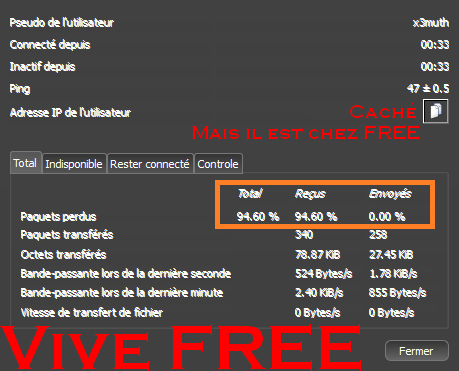 Pseudo de l'utilisateur x3muth
Connecté depuis 00:33
Inactif depuis 00:33
Ping 47 ± 0.5
Adresse IP de l'utilisateur Caché
Mais il est chez FREE
Total Indisponible Rester connecté Controle
Total Reçus Envoyés
Paquets perdus 94.60 % 94.60 % 0.00 %
Paquets transférés 340 258
Octets transférés 78.87 KiB 27.45 KiB
Bande-passante lors de la dernière seconde 524 Bytes/s 1.78 KiB/s
Bande-passante lors de la dernière minute 2.40 KiB/s 855 Bytes/s
Vitesse de transfert de fichier 0 Bytes/s 0 Bytes/s
Vive FREE
Fermer